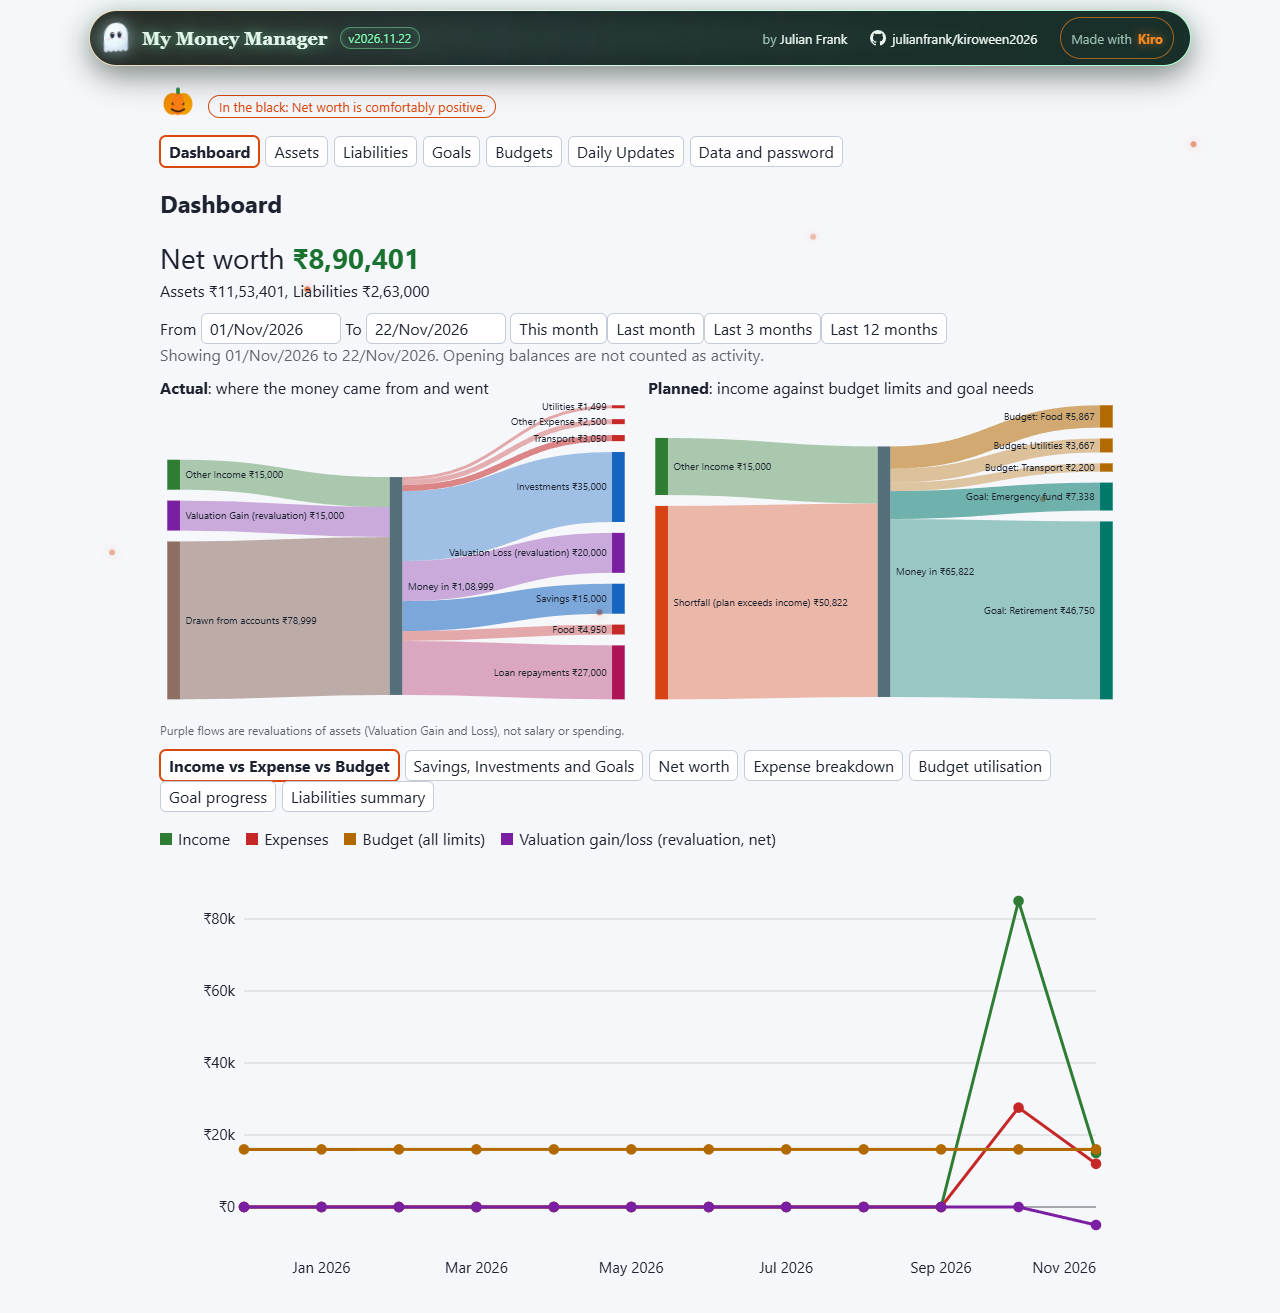 My Money Manager v2026.11.22 by Julian Frank julianfrank/kiroween2026 Made with Kiro
In the black: Net worth is comfortably positive.
Dashboard Assets Liabilities Goals Budgets Daily Updates Data and password
Dashboard
Net worth ₹8,90,401
Assets ₹11,53,401, Liabilities ₹2,63,000
From 01/Nov/2026 To 22/Nov/2026 This month Last month Last 3 months Last 12 months
Showing 01/Nov/2026 to 22/Nov/2026. Opening balances are not counted as activity.
Actual: where the money came from and went
Utilities ₹1,499
Other Expense ₹2,500
Transport ₹3,050
Other Income ₹15,000
Investments ₹35,000
Valuation Gain (revaluation) ₹15,000
Valuation Loss (revaluation) ₹20,000
Money in ₹1,08,999
Savings ₹15,000
Drawn from accounts ₹78,999
Food ₹4,950
Loan repayments ₹27,000
Planned: income against budget limits and goal needs
Budget: Food ₹5,867
Budget: Utilities ₹3,667
Other Income ₹15,000
Budget: Transport ₹2,200
Goal: Emergency fund ₹7,338
Money in ₹65,822
Shortfall (plan exceeds income) ₹50,822
Goal: Retirement ₹46,750
Purple flows are revaluations of assets (Valuation Gain and Loss), not salary or spending.
Income vs Expense vs Budget Savings, Investments and Goals Net worth Expense breakdown Budget utilisation
Goal progress Liabilities summary
Income Expenses Budget (all limits) Valuation gain/loss (revaluation, net)
₹80k
₹60k
₹40k
₹20k
₹0
Jan 2026 Mar 2026 May 2026 Jul 2026 Sep 2026 Nov 2026